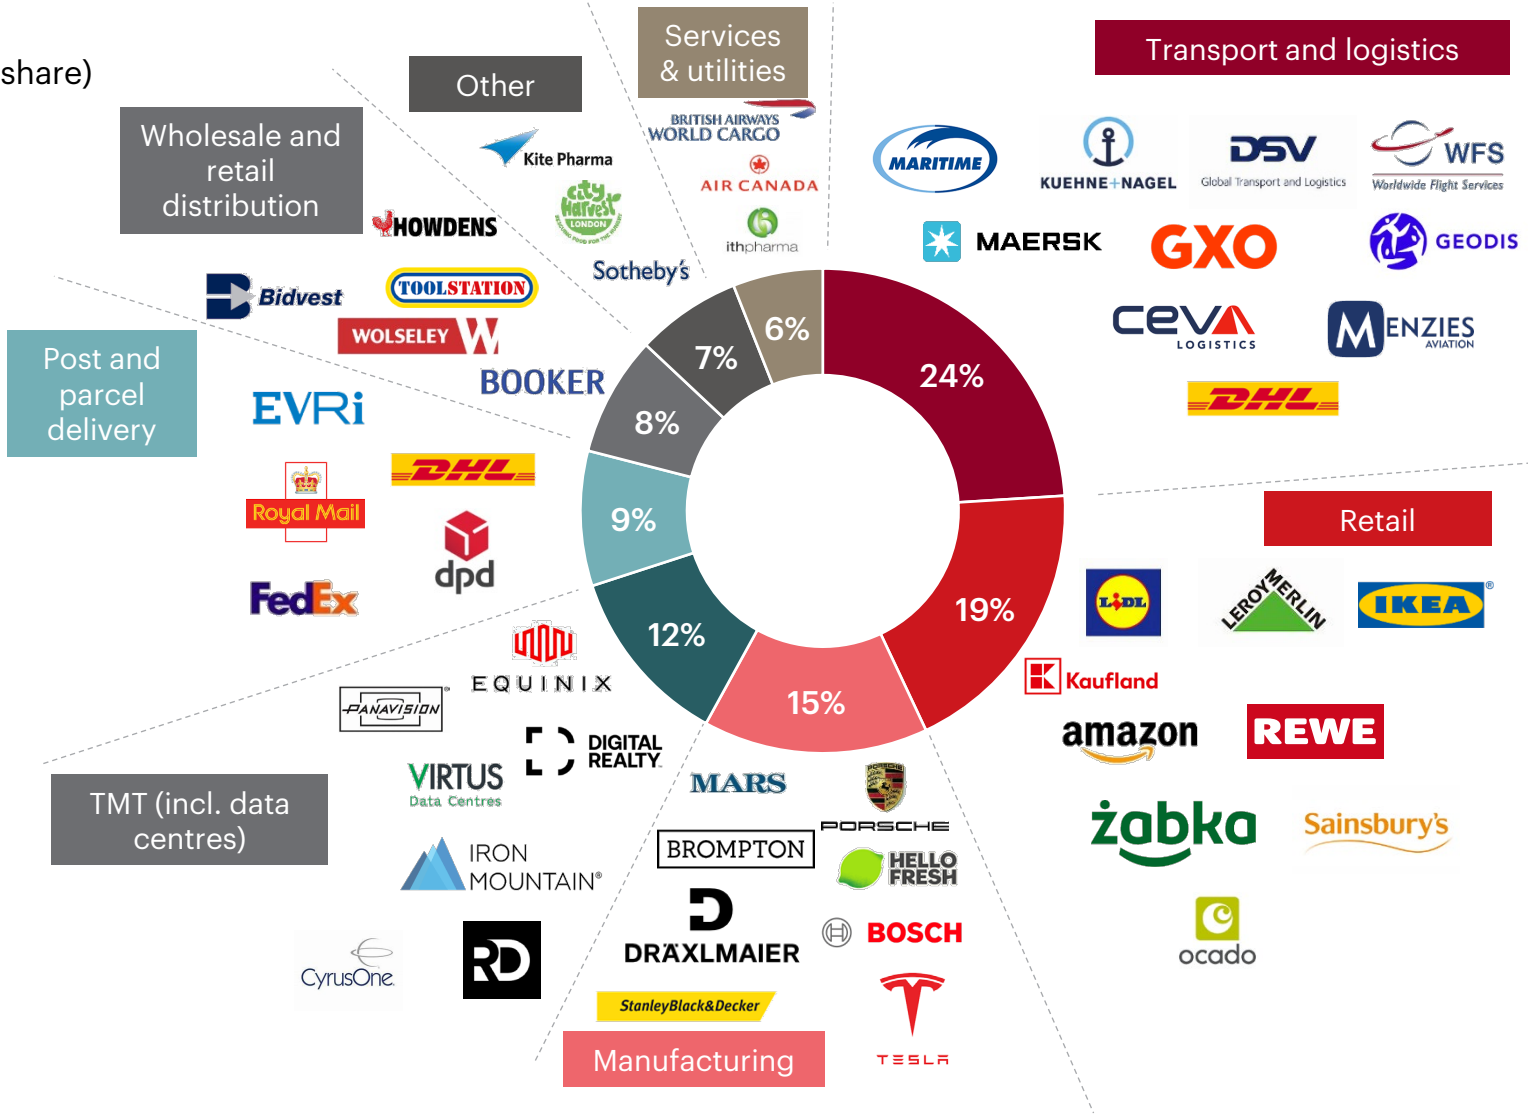 share)
Services
& utilities
Transport and logistics
Other
Wholesale and
retail
distribution
BRITISH AIRWAYS
WORLD CARGO
AIR CANADA
ithpharma
Kite Pharma
city
Harvest
LONDON
Sotheby's
HOWDENS
Bidvest
TOOLSTATION
WOLSELEY
BOOKER
MARITIME
KUEHNE+NAGEL
DSV
Global Transport and Logistics
WFS
Worldwide Flight Services
MAERSK
GXO
GEODIS
CEVA
LOGISTICS
MENZIES
AVIATION
DHL
Post and
parcel
delivery
EVRi
DHL
Royal Mail
dpd
FedEx
6%
7%
24%
8%
9%
19%
12%
15%
Retail
LIDL
LEROY MERLIN
IKEA®
Kaufland
amazon
REWE
żabka
Sainsbury's
ocado
EQUINIX
PANAVISION®
DIGITAL
REALTY
VIRTUS
Data Centres
TMT (incl. data
centres)
IRON
MOUNTAIN®
CyrusOne
RD
MARS
PORSCHE
PORSCHE
BROMPTON
HELLO
FRESH
D
DRÄXLMAIER
BOSCH
StanleyBlack&Decker
TESLA
Manufacturing